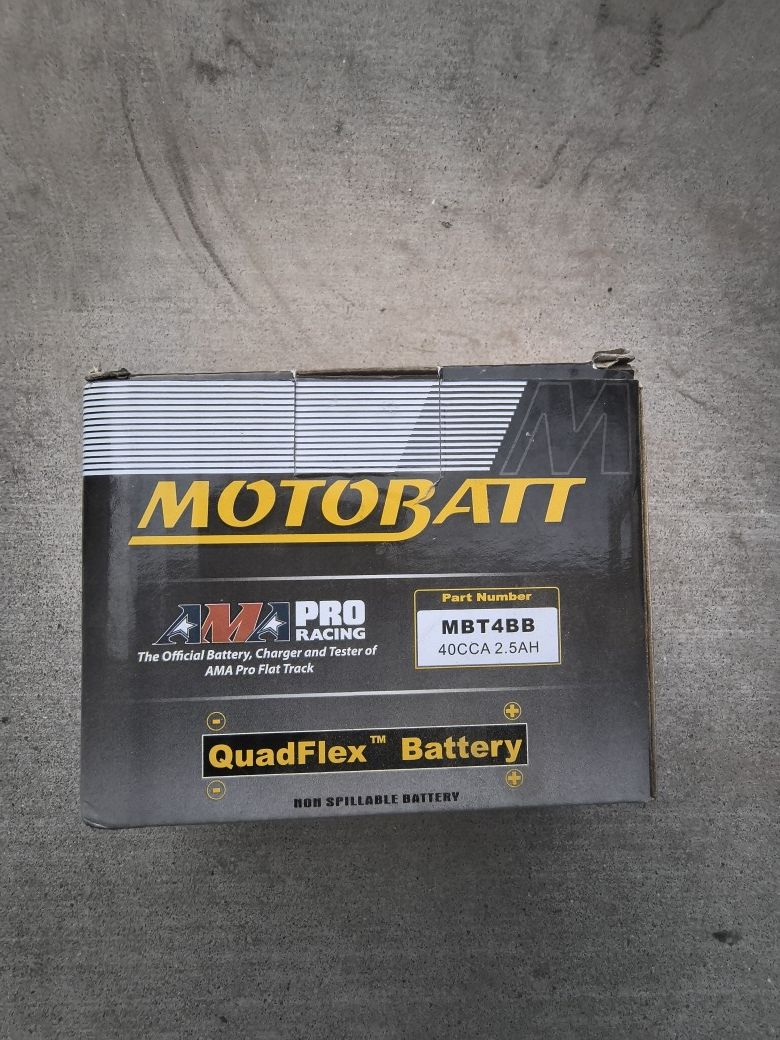 M
MOTOBATT
AMA PRO RACING
The Official Battery, Charger and Tester of
AMA Pro Flat Track
Part Number
MBT4BB
40CCA 2.5AH
- +
QuadFlex™ Battery
- +
NON SPILLABLE BATTERY